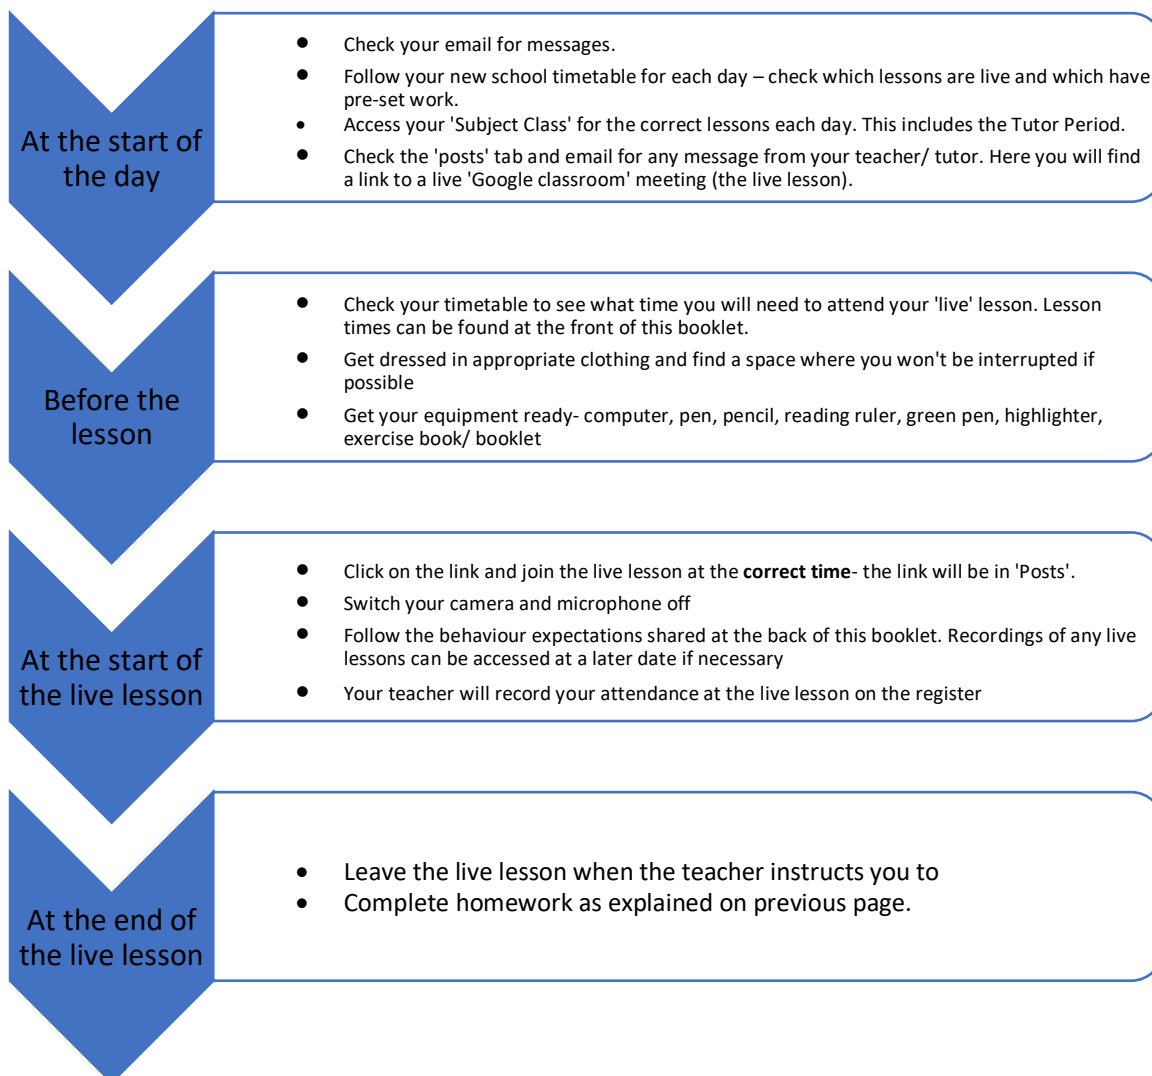 At the start of
the day
● Check your email for messages.
● Follow your new school timetable for each day – check which lessons are live and which have
pre-set work.
● Access your 'Subject Class' for the correct lessons each day. This includes the Tutor Period.
● Check the 'posts' tab and email for any message from your teacher/ tutor. Here you will find
a link to a live 'Google classroom' meeting (the live lesson).
Before the
lesson
● Check your timetable to see what time you will need to attend your 'live' lesson. Lesson
times can be found at the front of this booklet.
● Get dressed in appropriate clothing and find a space where you won't be interrupted if
possible
● Get your equipment ready- computer, pen, pencil, reading ruler, green pen, highlighter,
exercise book/ booklet
At the start of
the live lesson
● Click on the link and join the live lesson at the correct time- the link will be in 'Posts'.
● Switch your camera and microphone off
● Follow the behaviour expectations shared at the back of this booklet. Recordings of any live
lessons can be accessed at a later date if necessary
● Your teacher will record your attendance at the live lesson on the register
At the end of
the live lesson
● Leave the live lesson when the teacher instructs you to
● Complete homework as explained on previous page.